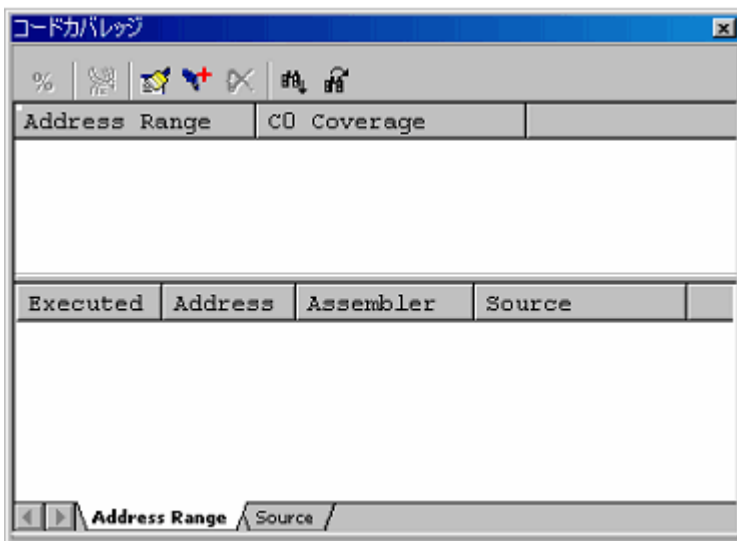 コードカバレッジ
%
Address Range C0 Coverage
Executed Address Assembler Source
Address Range Source